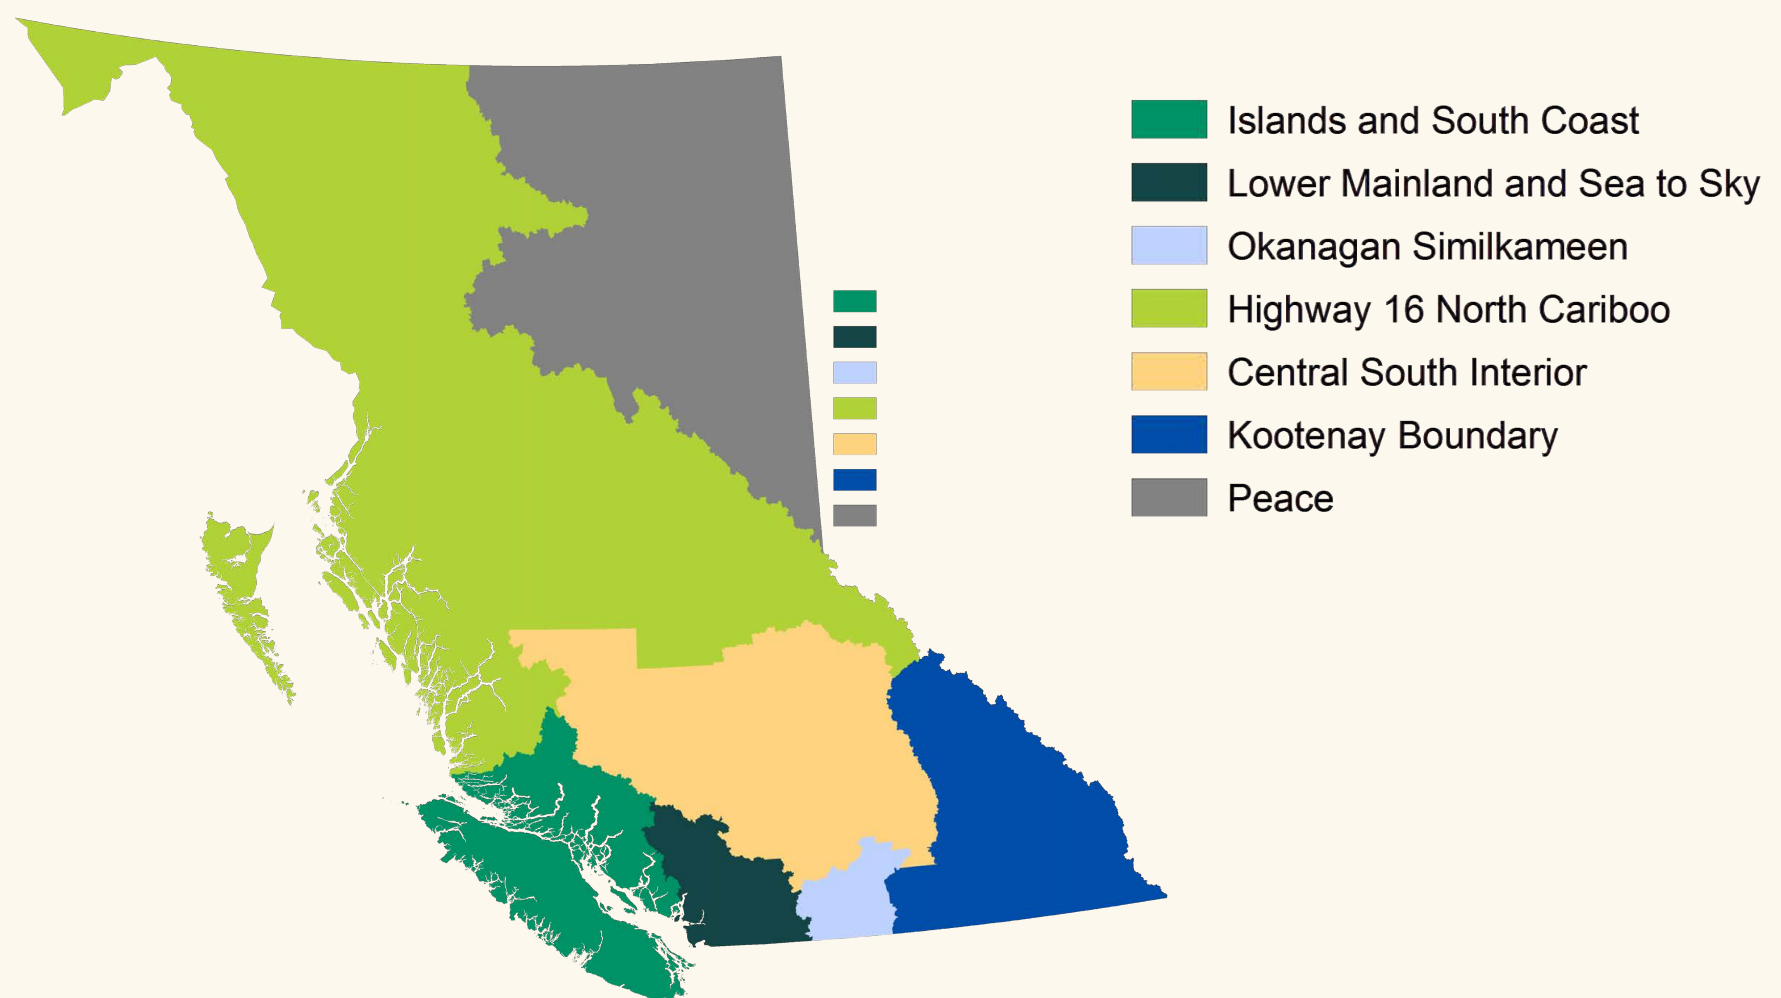 Islands and South Coast
Lower Mainland and Sea to Sky
Okanagan Similkameen
Highway 16 North Cariboo
Central South Interior
Kootenay Boundary
Peace